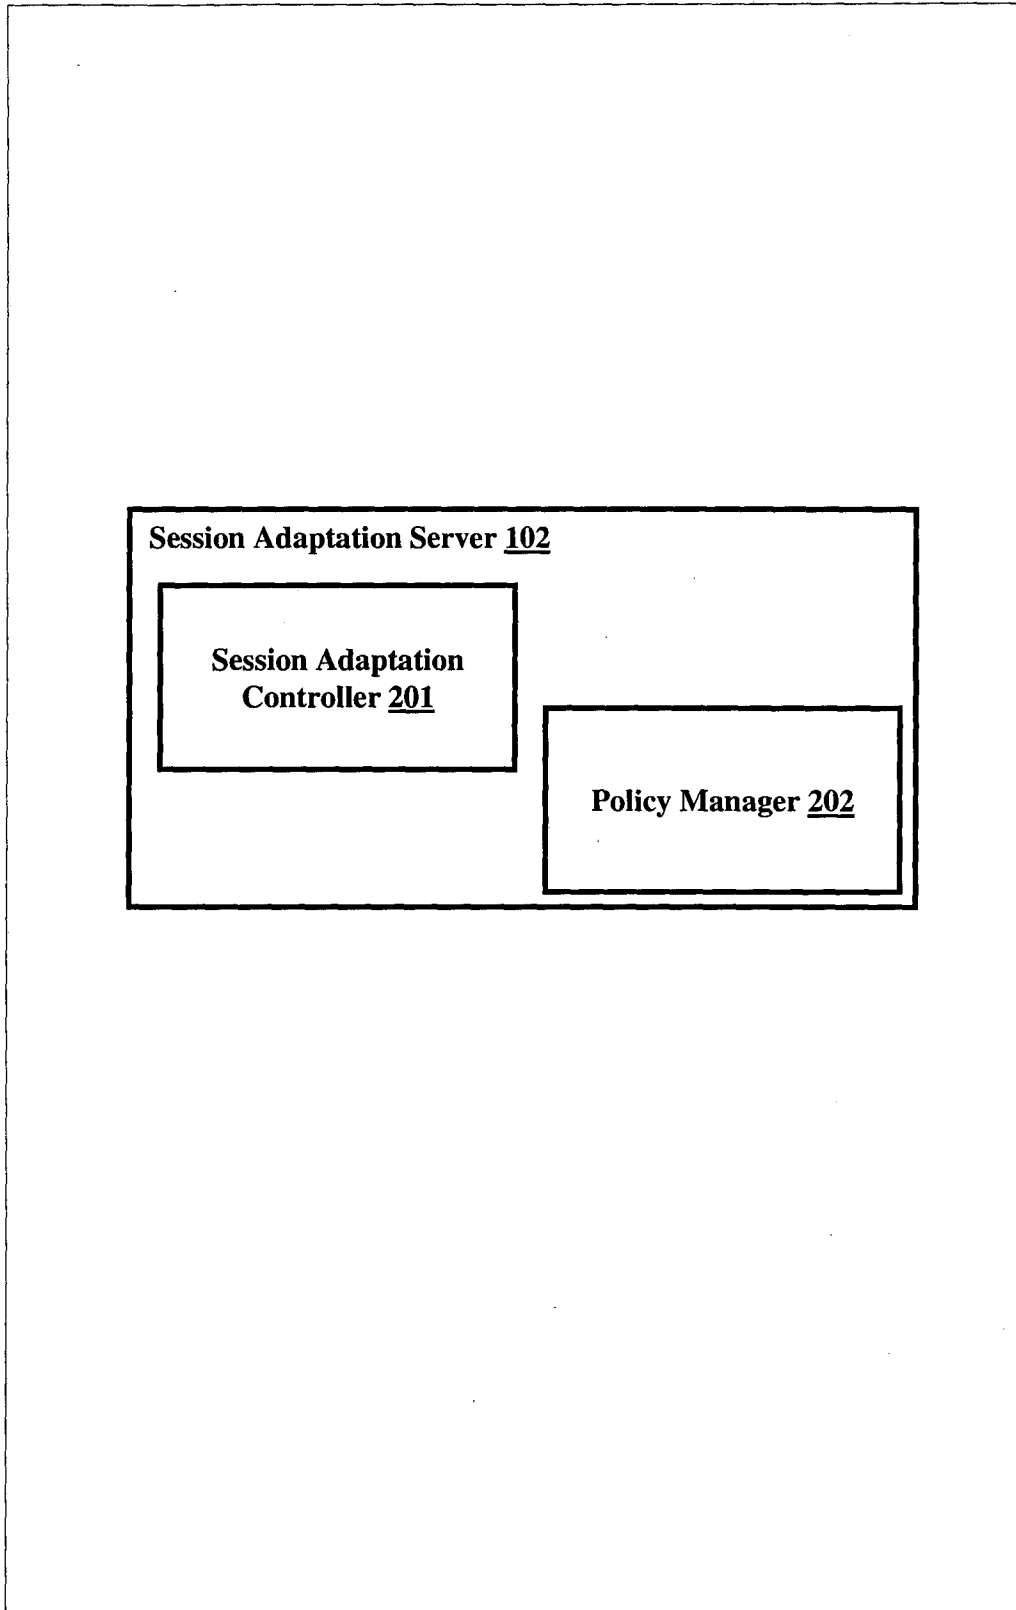 Session Adaptation Server 102
Session Adaptation
Controller 201
Policy Manager 202